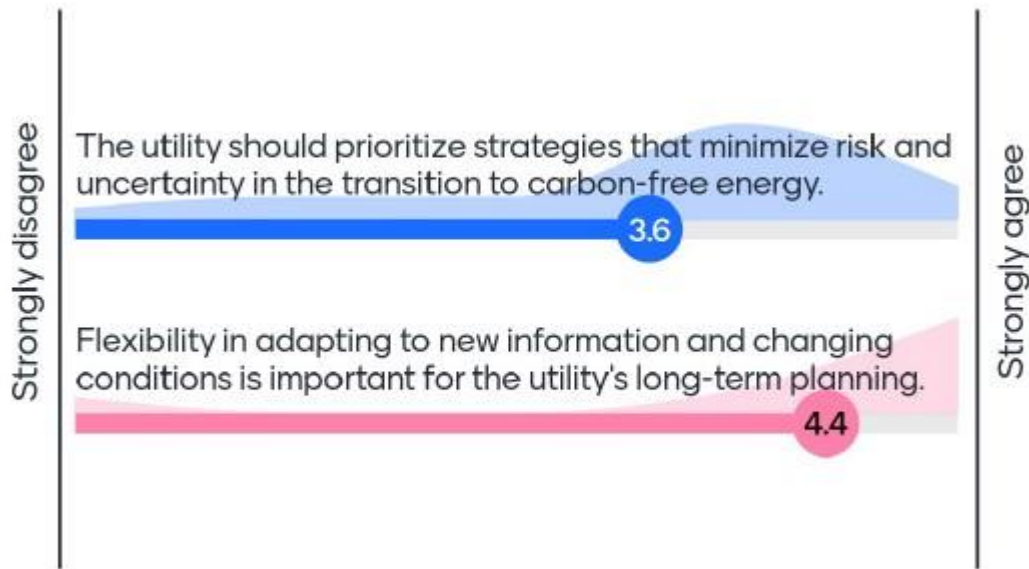 Strongly disagree
The utility should prioritize strategies that minimize risk and
uncertainty in the transition to carbon-free energy.
3.6
Flexibility in adapting to new information and changing
conditions is important for the utility's long-term planning.
4.4
Strongly agree